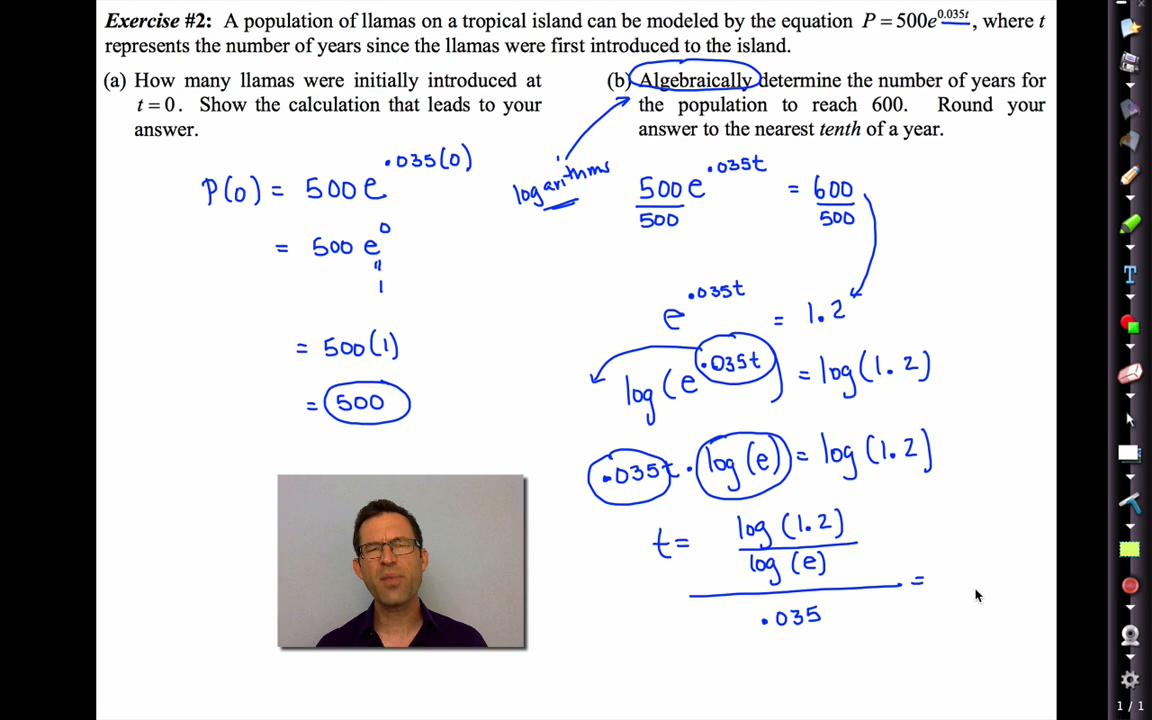 Exercise #2: A population of llamas on a tropical island can be modeled by the equation P = 500e^0.035t, where t
represents the number of years since the llamas were first introduced to the island.
(a) How many llamas were initially introduced at
t = 0. Show the calculation that leads to your
answer.
P(0) = 500e^.035(0)
= 500e^0
"
1
= 500(1)
= 500
(b) Algebraically determine the number of years for
the population to reach 600. Round your
answer to the nearest tenth of a year.
logarithms
500e^.035t / 500 = 600 / 500
e^.035t = 1.2
log(e^.035t) = log(1.2)
.035t · log(e) = log(1.2)
t = log(1.2) / log(e) / .035 =
T
1 / 1